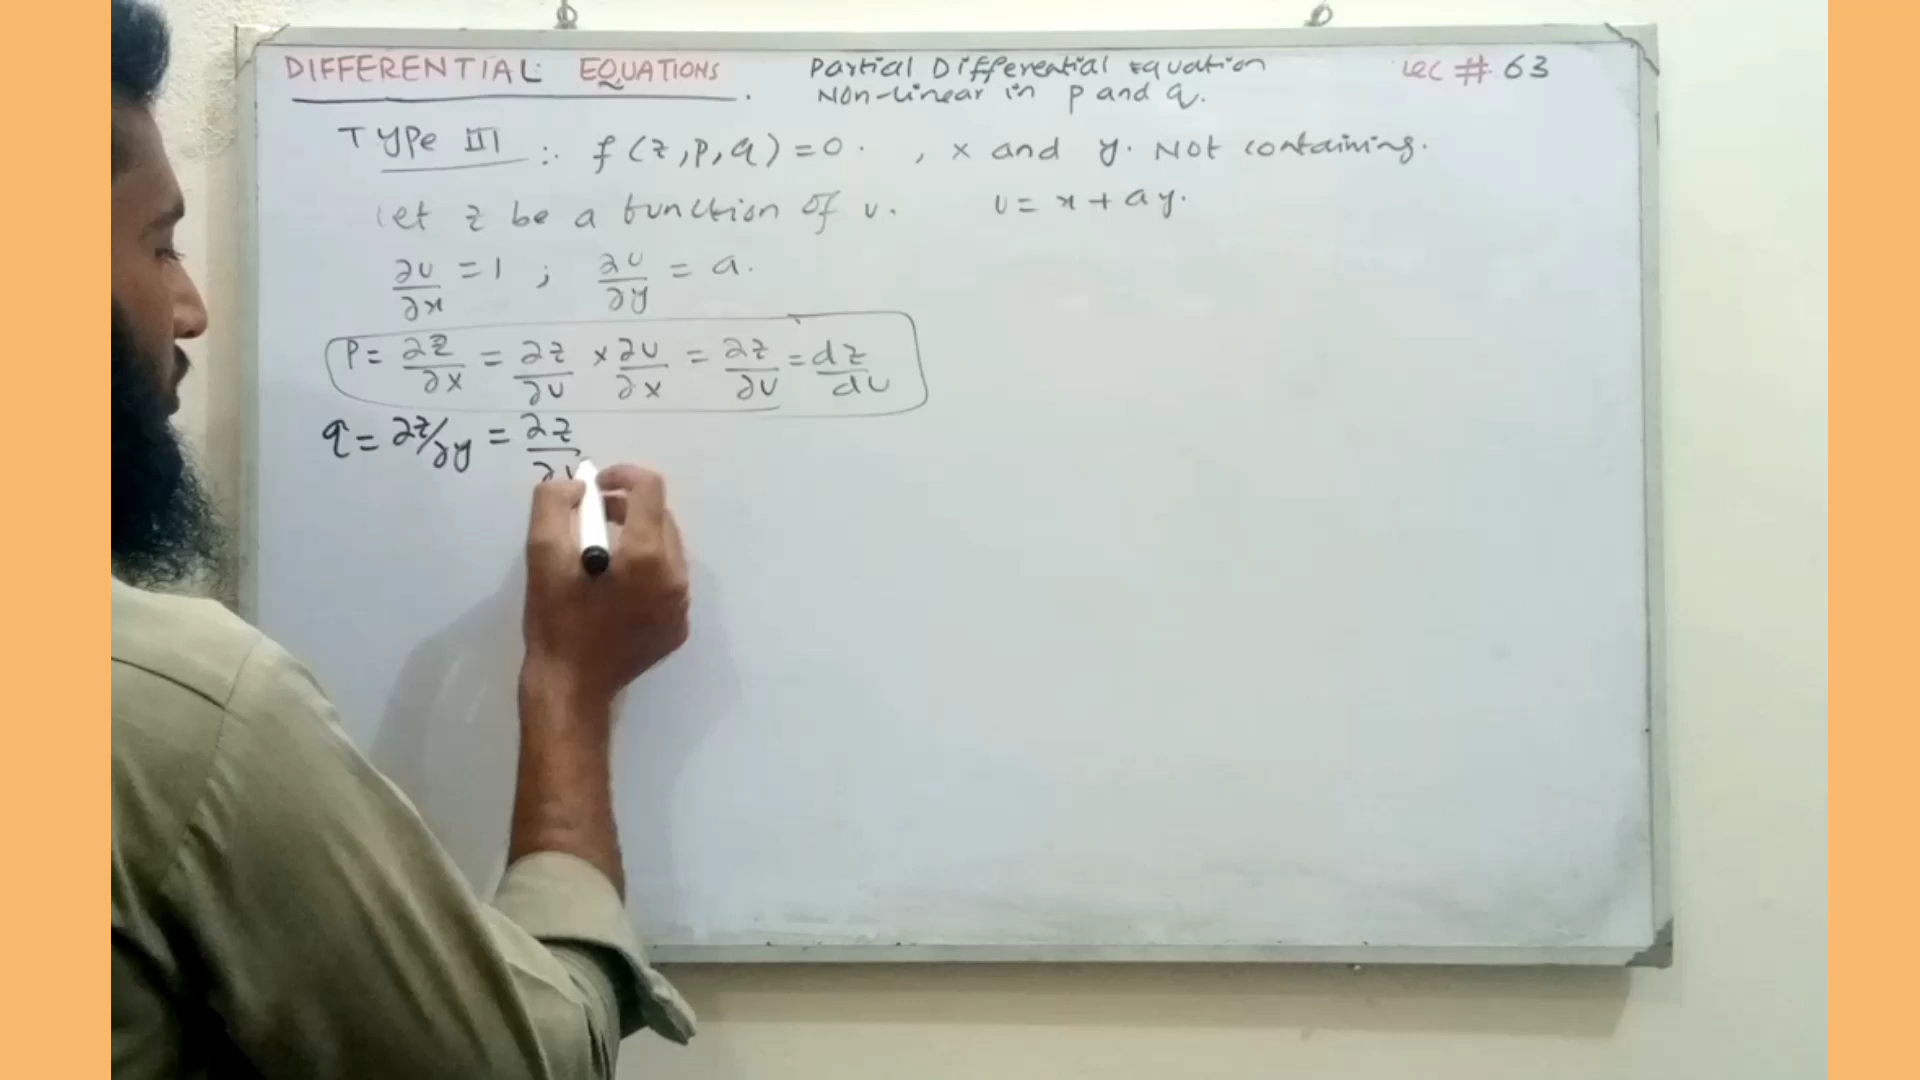 DIFFERENTIAL EQUATIONS. Partial Differential Equation Lec # 63
Non-linear in p and q.
TYPE III :. f(z,p,q)=0. , x and y. Not containing.
Let z be a function of u. u = x + ay.
∂u/∂x = 1 ; ∂u/∂y = a.
P = ∂z/∂x = ∂z/∂u × ∂u/∂x = ∂z/∂u = dz/du
q = ∂z/∂y = ∂z/∂u